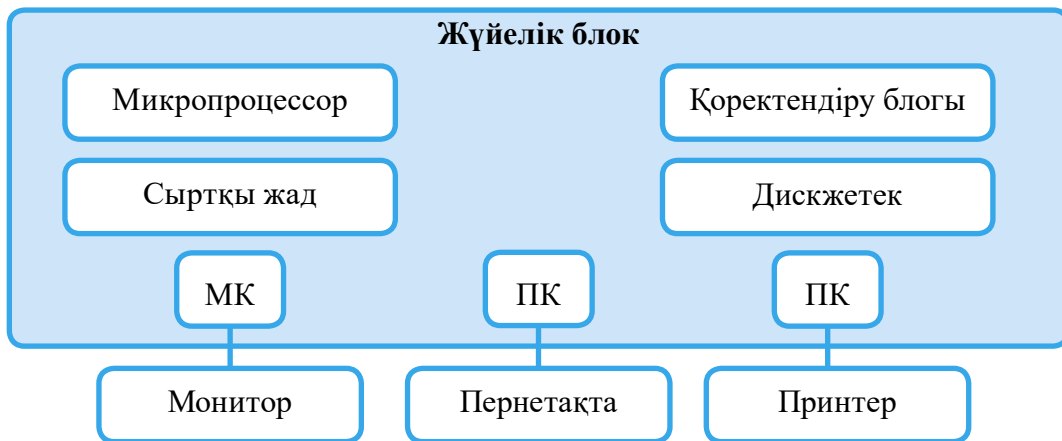 Жүйелік блок
Микропроцессор
Қоректендіру блогы
Сыртқы жад
Дискжетек
МК
ПК
ПК
Монитор
Пернетақта
Принтер